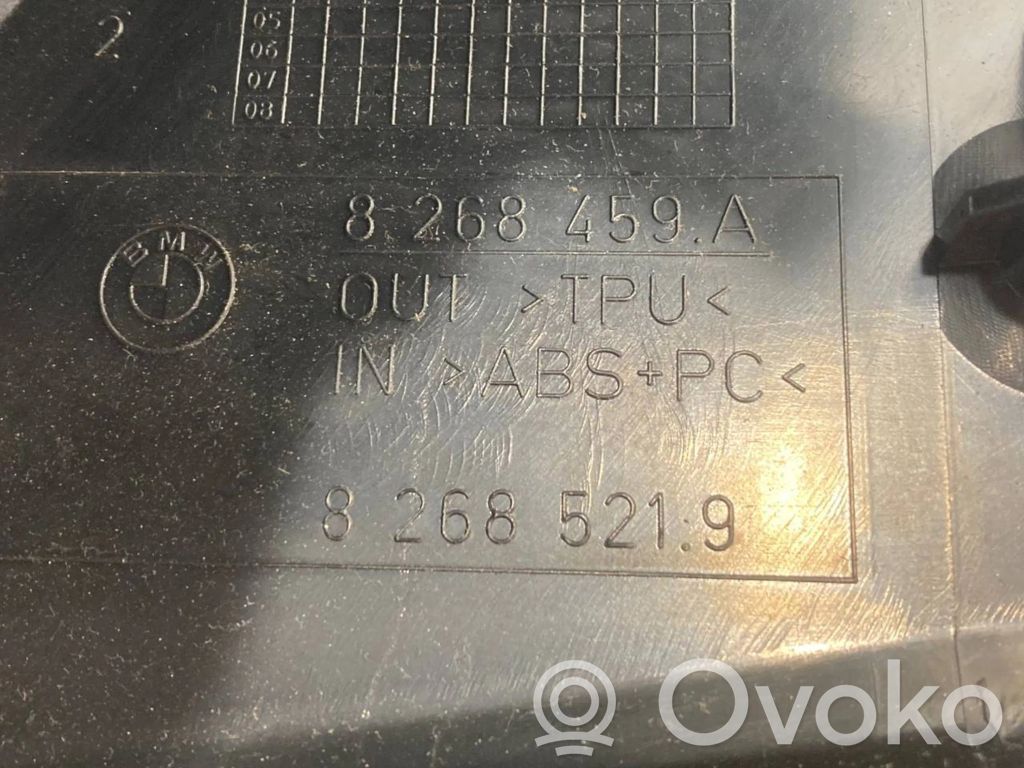 2
05
06
07
08
BMW
8 268 459.A
OUT >TPU<
IN >ABS+PC<
8 268 521.9
Ovoko